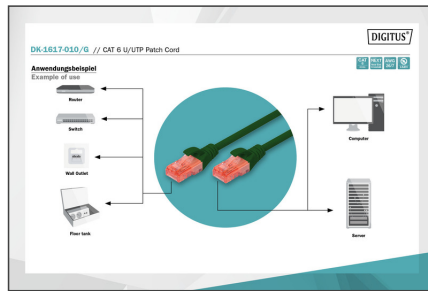 DIGITUS®
DK-1617-010/G // CAT 6 U/UTP Patch Cord
Anwendungsbeispiel
Example of use
Router
Switch
Wall Outlet
Floor tank
Computer
Server